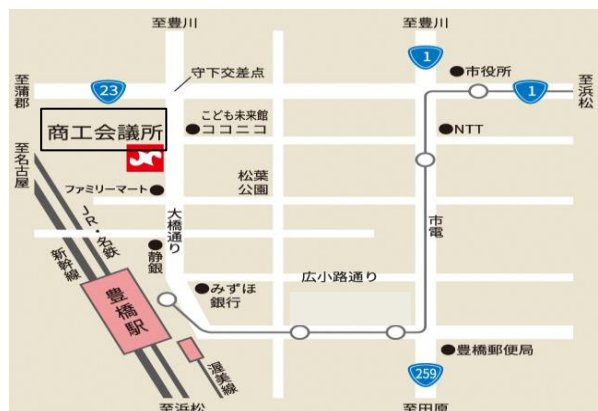 至豊川
至豊川
守下交差点
1
市役所
至蒲郡
23
1
至浜松
こども未来館
ココニコ
商工会議所
NTT
至名古屋
松葉
公園
ファミリーマート
大橋通り
市電
JR・名鉄
新幹線
静銀
広小路通り
みずほ
銀行
豊橋駅
豊橋郵便局
渥美線
259
至浜松
至田原